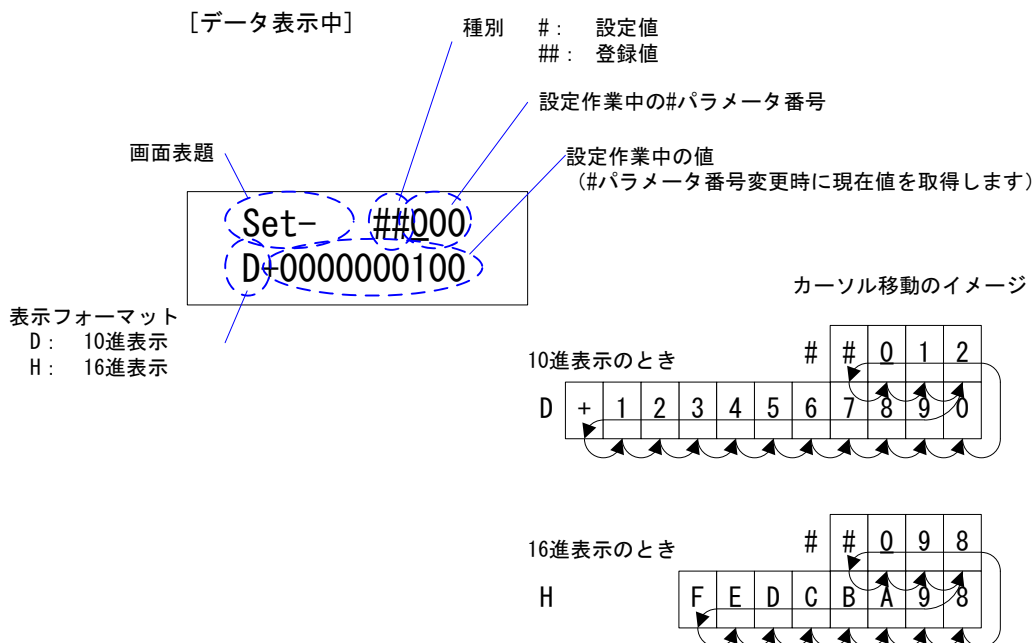 [データ表示中]
種別 #： 設定値
##： 登録値
設定作業中の#パラメータ番号
画面表題
設定作業中の値
（#パラメータ番号変更時に現在値を取得します）
Set- ##000
D+0000000100
カーソル移動のイメージ
表示フォーマット
D： 10進表示
H： 16進表示
10進表示のとき # # 0 1 2
D + 1 2 3 4 5 6 7 8 9 0
16進表示のとき # # 0 9 8
H F E D C B A 9 8